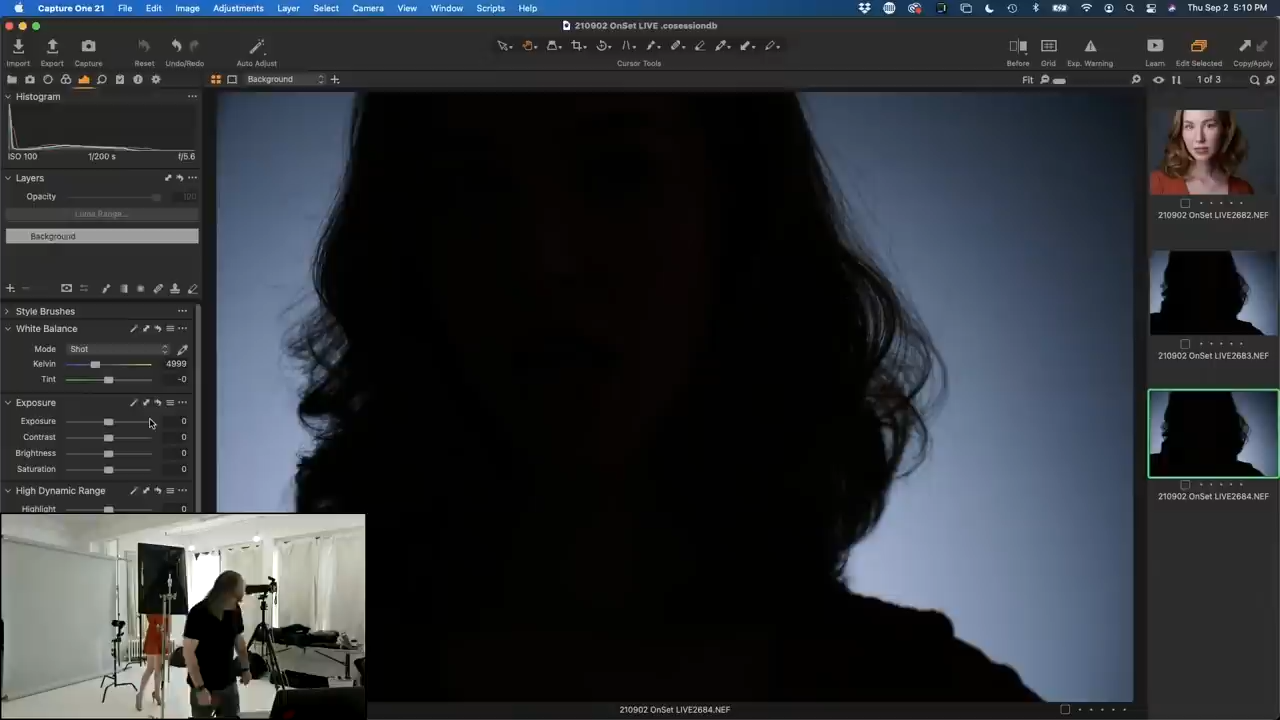 Capture One 21 File Edit Image Adjustments Layer Select Camera View Window Scripts Help Thu Sep 2 5:10 PM
210902 OnSet LIVE .cosessiondb
Import Export Capture Reset Undo/Redo Auto Adjust Cursor Tools Before Grid Exp. Warning Learn Edit Selected Copy/Apply
Background Fit 1 of 3
Histogram
ISO 100 1/200 s f/5.6
Layers
Opacity 100
Luma Range...
Background
Style Brushes
White Balance
Mode Shot
Kelvin 4999
Tint -0
Exposure
Exposure 0
Contrast 0
Brightness 0
Saturation 0
High Dynamic Range
Highlight 0
210902 OnSet LIVE2682.NEF
210902 OnSet LIVE2683.NEF
210902 OnSet LIVE2684.NEF
210902 OnSet LIVE2684.NEF